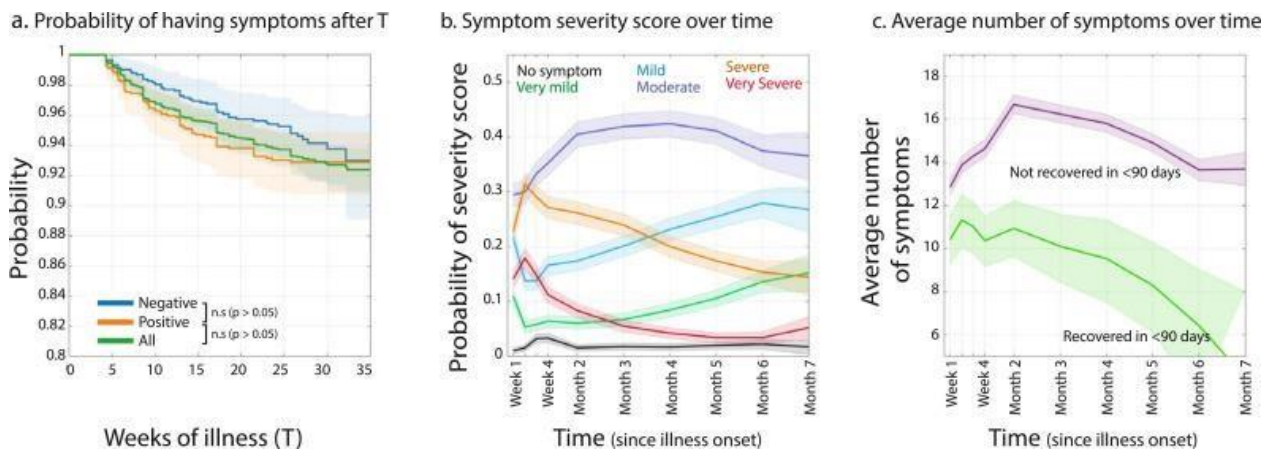 a. Probability of having symptoms after T
Probability
1
0.98
0.96
0.94
0.92
0.9
0.88
0.86
0.84
0.82
0.8
Negative
Positive
All
n.s (p > 0.05)
n.s (p > 0.05)
0 5 10 15 20 25 30 35
Weeks of illness (T)
b. Symptom severity score over time
Probability of severity score
0.5
0.4
0.3
0.2
0.1
0
No symptom Mild Severe
Very mild Moderate Very Severe
Week 1 Week 4 Month 2 Month 3 Month 4 Month 5 Month 6 Month 7
Time (since illness onset)
c. Average number of symptoms over time
Average number
of symptoms
18
16
14
12
10
8
6
Not recovered in <90 days
Recovered in <90 days
Week 1 Week 4 Month 2 Month 3 Month 4 Month 5 Month 6 Month 7
Time (since illness onset)